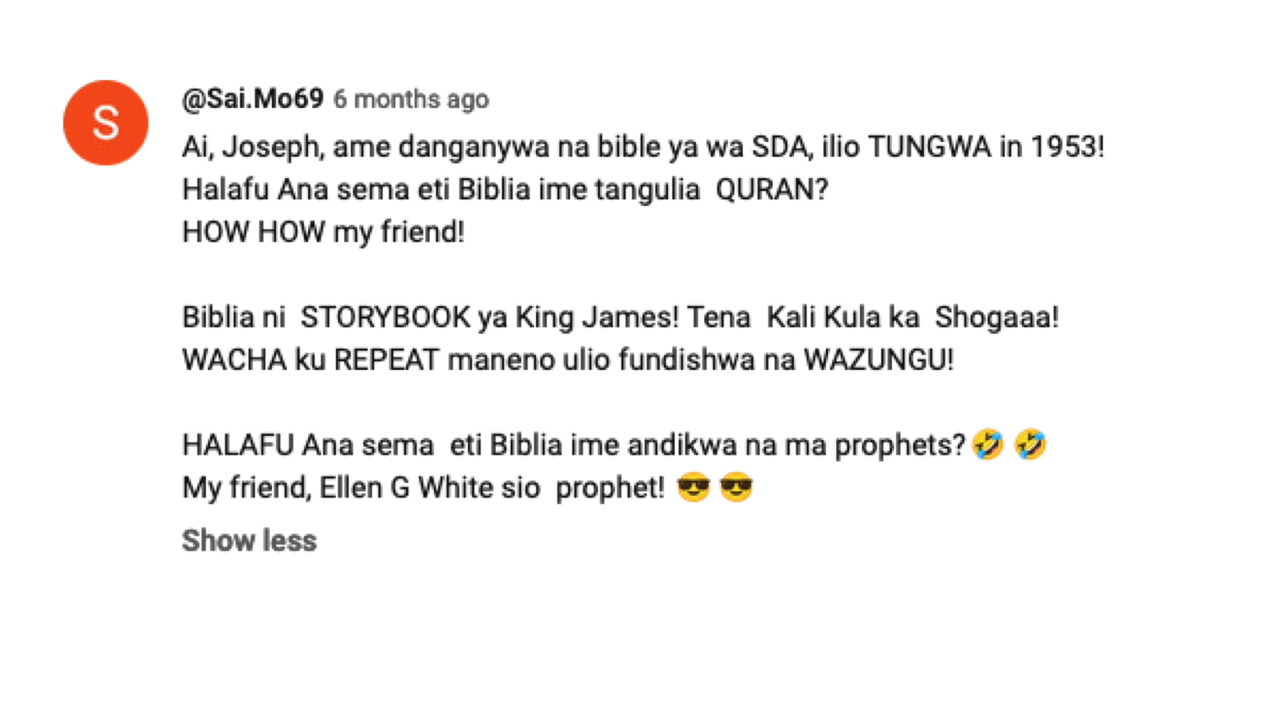 S
@Sai.Mo69 6 months ago
Ai, Joseph, ame danganywa na bible ya wa SDA, ilio TUNGWA in 1953!
Halafu Ana sema eti Biblia ime tangulia QURAN?
HOW HOW my friend!
Biblia ni STORYBOOK ya King James! Tena Kali Kula ka Shogaaa!
WACHA ku REPEAT maneno ulio fundishwa na WAZUNGU!
HALAFU Ana sema eti Biblia ime andikwa na ma prophets?🤣 🤣
My friend, Ellen G White sio prophet! 😎 😎
Show less